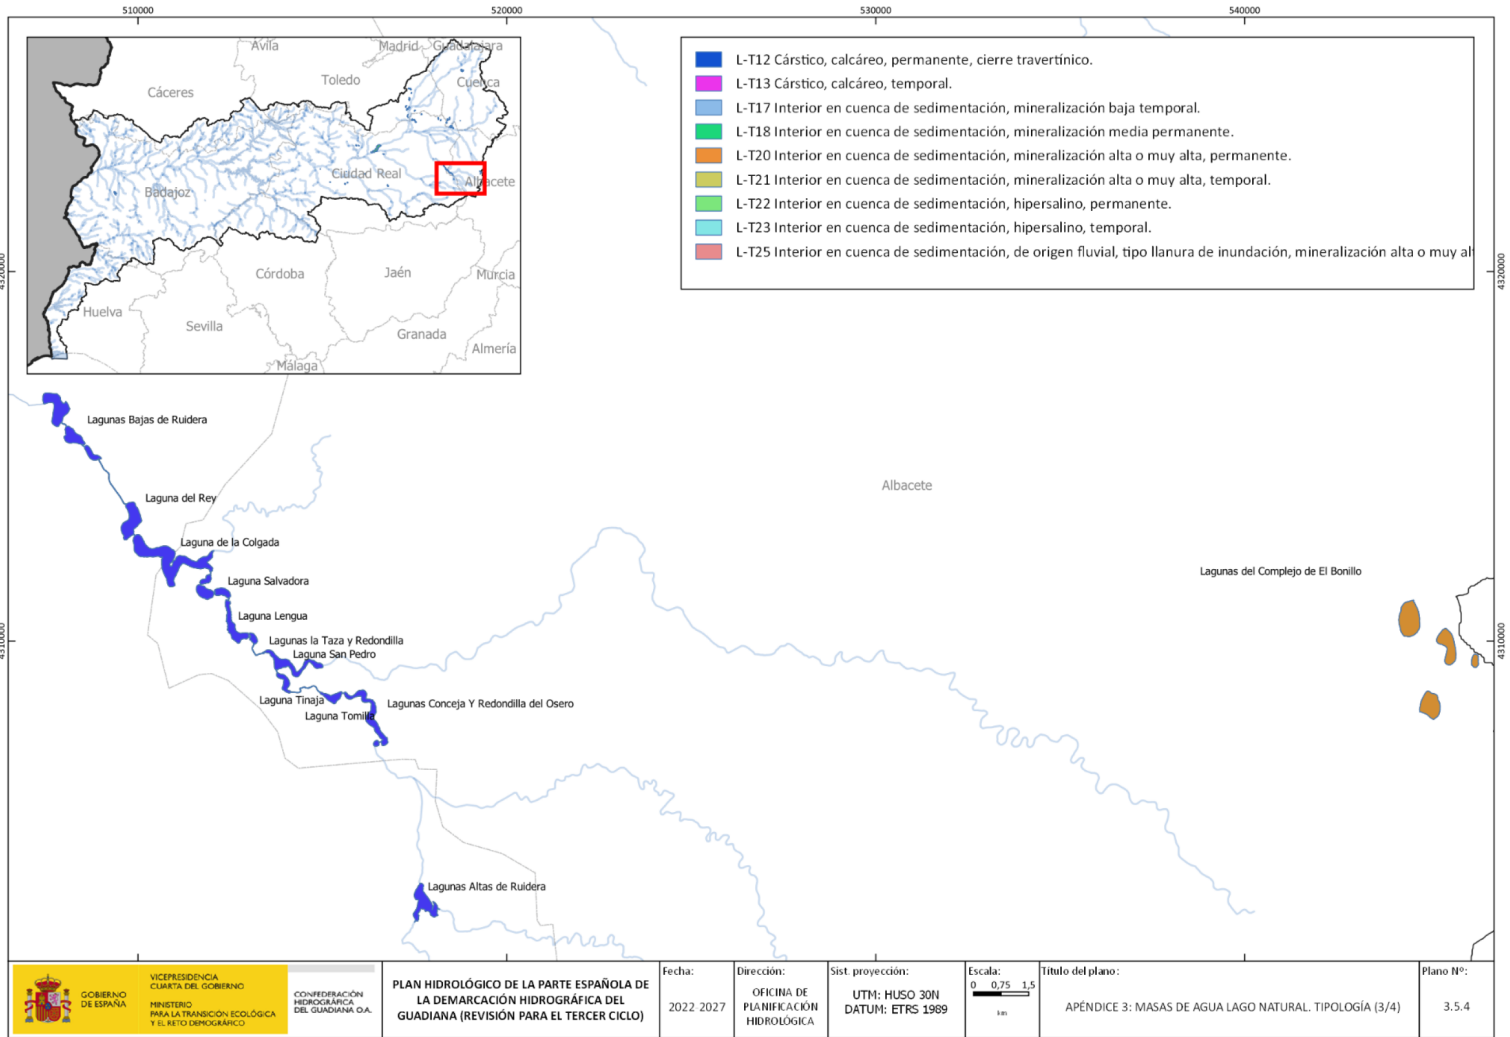 510000
520000
530000
540000
4320000
4320000
4310000
4310000
Ávila
Madrid
Guadalajara
Toledo
Cuenca
Cáceres
Ciudad Real
Albacete
Badajoz
Córdoba
Jaén
Murcia
Huelva
Sevilla
Granada
Almería
Málaga
L-T12 Cárstico, calcáreo, permanente, cierre travertínico.
L-T13 Cárstico, calcáreo, temporal.
L-T17 Interior en cuenca de sedimentación, mineralización baja temporal.
L-T18 Interior en cuenca de sedimentación, mineralización media permanente.
L-T20 Interior en cuenca de sedimentación, mineralización alta o muy alta, permanente.
L-T21 Interior en cuenca de sedimentación, mineralización alta o muy alta, temporal.
L-T22 Interior en cuenca de sedimentación, hipersalino, permanente.
L-T23 Interior en cuenca de sedimentación, hipersalino, temporal.
L-T25 Interior en cuenca de sedimentación, de origen fluvial, tipo llanura de inundación, mineralización alta o muy al
Lagunas Bajas de Ruidera
Laguna del Rey
Laguna de la Colgada
Laguna Salvadora
Laguna Lengua
Lagunas la Taza y Redondilla
Laguna San Pedro
Laguna Tinaja
Lagunas Conceja Y Redondilla del Osero
Laguna Tomilla
Lagunas Altas de Ruidera
Albacete
Lagunas del Complejo de El Bonillo
GOBIERNO
DE ESPAÑA
VICEPRESIDENCIA
CUARTA DEL GOBIERNO
MINISTERIO
PARA LA TRANSICIÓN ECOLÓGICA
Y EL RETO DEMOGRÁFICO
CONFEDERACIÓN
HIDROGRÁFICA
DEL GUADIANA O.A.
PLAN HIDROLÓGICO DE LA PARTE ESPAÑOLA DE
LA DEMARCACIÓN HIDROGRÁFICA DEL
GUADIANA (REVISIÓN PARA EL TERCER CICLO)
Fecha:
2022-2027
Dirección:
OFICINA DE
PLANIFICACIÓN
HIDROLÓGICA
Sist. proyección:
UTM: HUSO 30N
DATUM: ETRS 1989
Escala:
0 0,75 1,5
km
Título del plano:
APÉNDICE 3: MASAS DE AGUA LAGO NATURAL. TIPOLOGÍA (3/4)
Plano Nº:
3.5.4